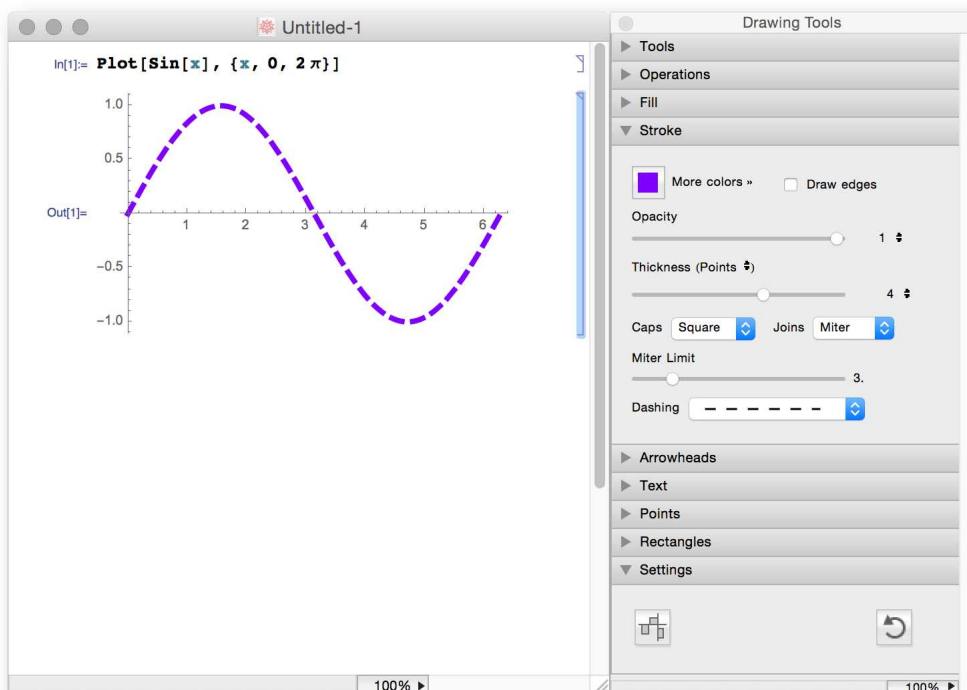 Untitled-1
In[1]:= Plot[Sin[x], {x, 0, 2 π}]
1.0
0.5
Out[1]=
1 2 3 4 5 6
−0.5
−1.0
100%
Drawing Tools
Tools
Operations
Fill
Stroke
More colors »
Draw edges
Opacity
1
Thickness (Points)
4
Caps Square Joins Miter
Miter Limit
3.
Dashing
Arrowheads
Text
Points
Rectangles
Settings
100%